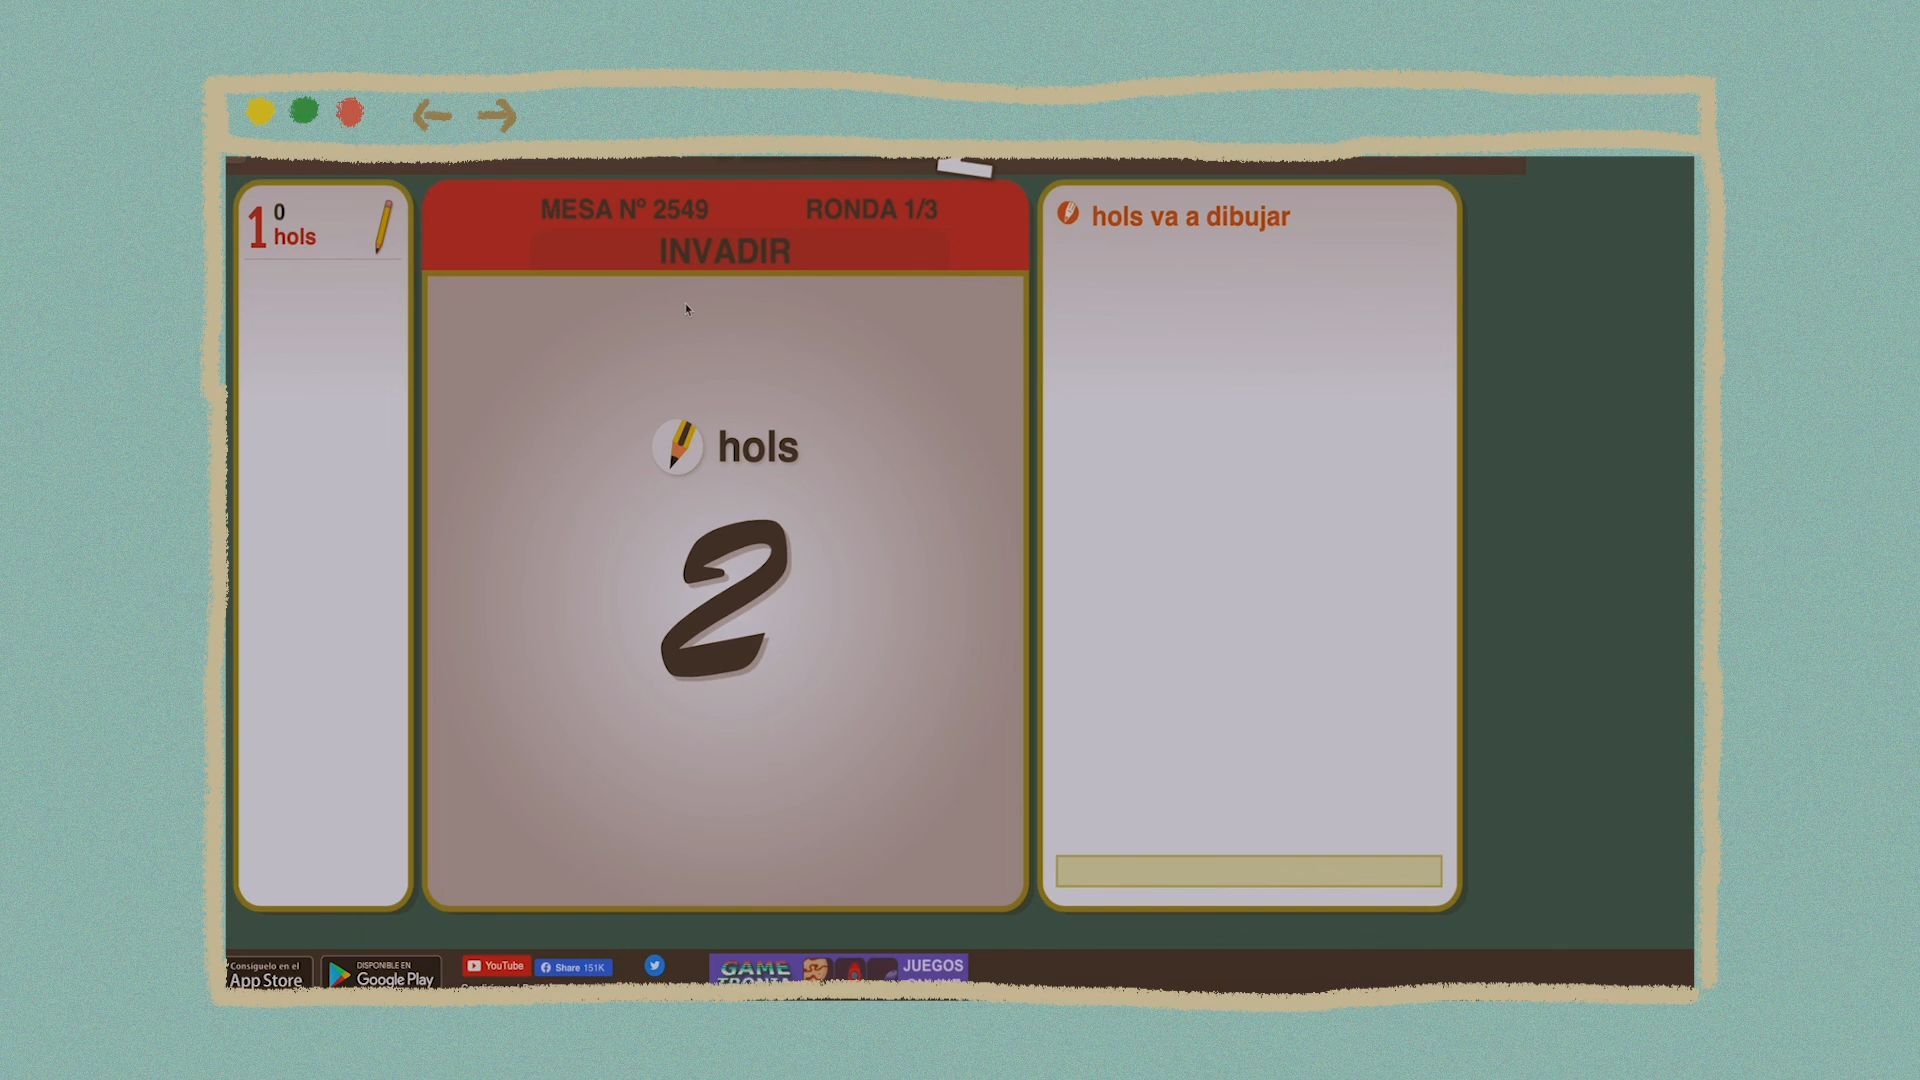 1
0
hols
MESA Nº 2549
RONDA 1/3
INVADIR
hols
2
hols va a dibujar
Consíguelo en el
App Store
DISPONIBLE EN
Google Play
YouTube
Share 151K
GAME
JUEGOS